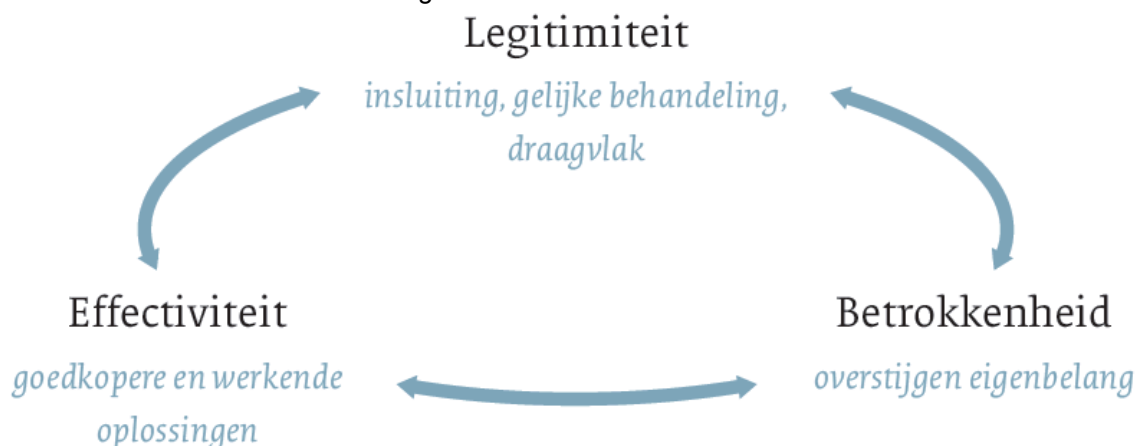 Legitimiteit
insluiting, gelijke behandeling,
draagvlak
Effectiviteit
goedkopere en werkende
oplossingen
Betrokkenheid
overstijgen eigenbelang